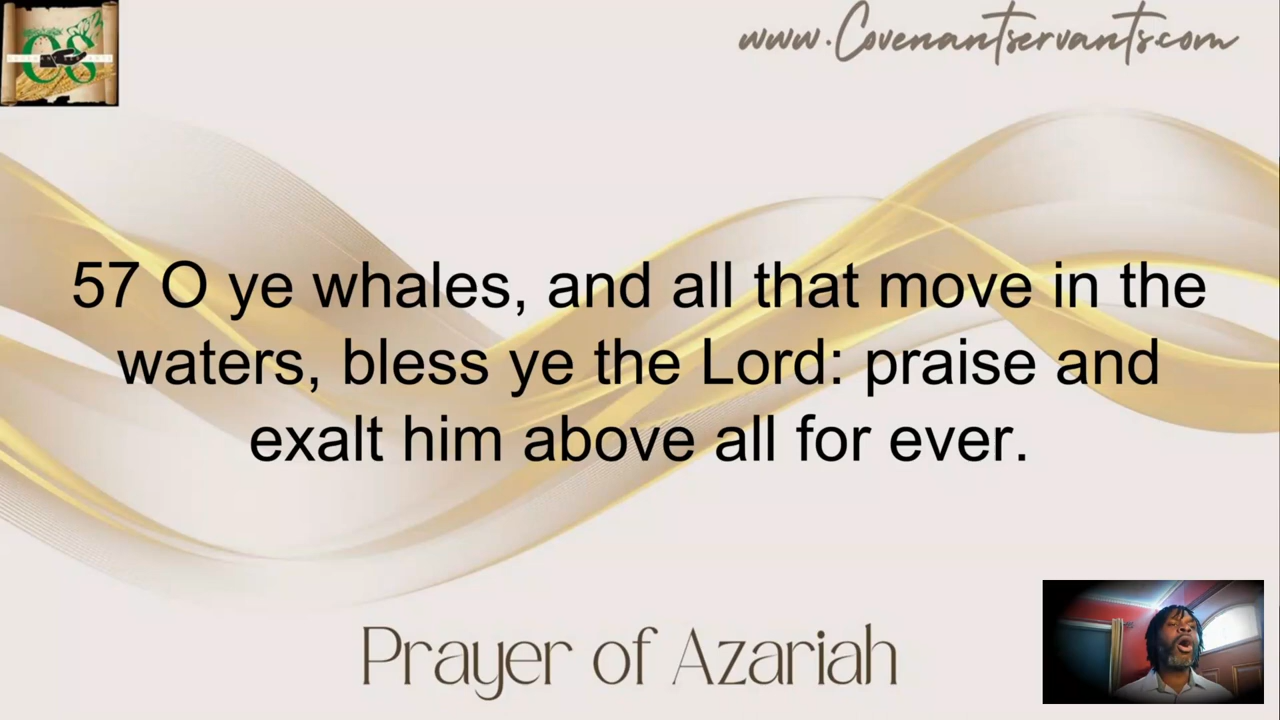 www.Covenantservants.com
CS
57 O ye whales, and all that move in the
waters, bless ye the Lord: praise and
exalt him above all for ever.
Prayer of Azariah